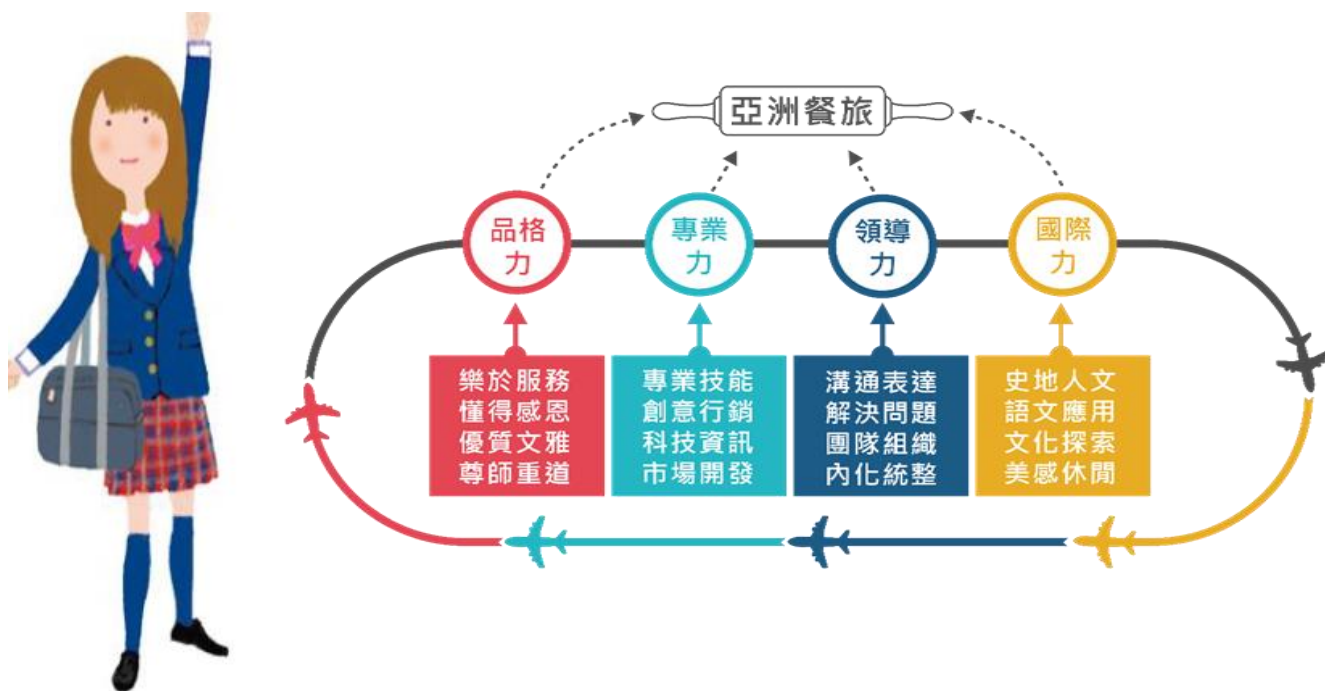 亞洲餐旅
品格
力
專業
力
領導
力
國際
力
樂於服務
懂得感恩
優質文雅
尊師重道
專業技能
創意行銷
科技資訊
市場開發
溝通表達
解決問題
團隊組織
內化統整
史地人文
語文應用
文化探索
美感休閒